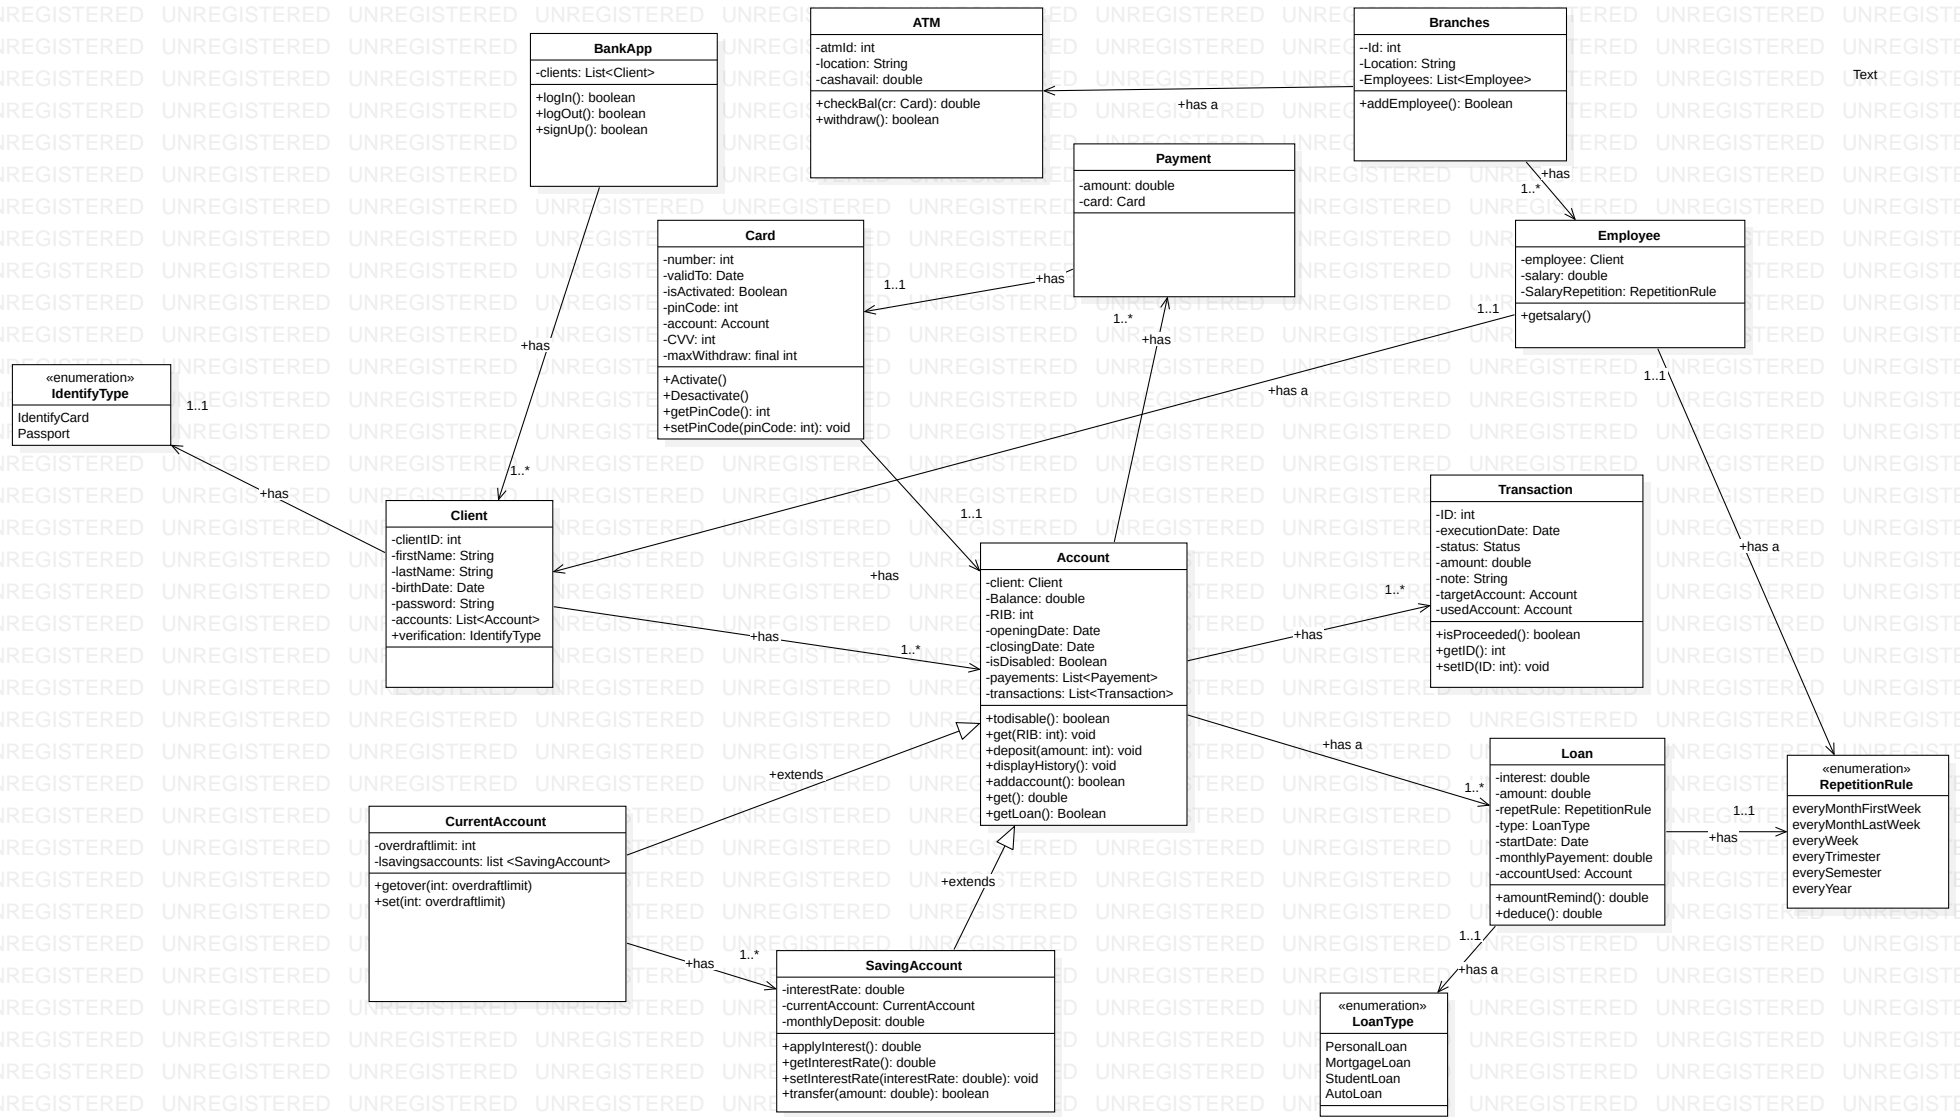 BankApp
-clients: List<Client>
+logIn(): boolean
+logOut(): boolean
+signUp(): boolean
ATM
-atmId: int
-location: String
-cashavail: double
+checkBal(cr: Card): double
+withdraw(): boolean
+has a
Branches
--Id: int
-Location: String
-Employees: List<Employee>
+addEmployee(): Boolean
Text
Payment
-amount: double
-card: Card
+has
1..*
Card
-number: int
-validTo: Date
-isActivated: Boolean
-pinCode: int
-account: Account
-CVV: int
-maxWithdraw: final int
+Activate()
+Desactivate()
+getPinCode(): int
+setPinCode(pinCode: int): void
1..1
+has
1..*
+has
Employee
-employee: Client
-salary: double
-SalaryRepetition: RepetitionRule
+getsalary()
1..1
+has a
1..1
+has a
+has
1..*
«enumeration»
IdentifyType
IdentifyCard
Passport
1..1
+has
Client
-clientID: int
-firstName: String
-lastName: String
-birthDate: Date
-password: String
-accounts: List<Account>
+verification: IdentifyType
1..1
+has
+has
1..*
Account
-client: Client
-Balance: double
-RIB: int
-openingDate: Date
-closingDate: Date
-isDisabled: Boolean
-payements: List<Payement>
-transactions: List<Transaction>
+todisable(): boolean
+get(RIB: int): void
+deposit(amount: int): void
+displayHistory(): void
+addaccount(): boolean
+get(): double
+getLoan(): Boolean
1..*
+has
Transaction
-ID: int
-executionDate: Date
-status: Status
-amount: double
-note: String
-targetAccount: Account
-usedAccount: Account
+isProceeded(): boolean
+getID(): int
+setID(ID: int): void
+has a
1..*
Loan
-interest: double
-amount: double
-repetRule: RepetitionRule
-type: LoanType
-startDate: Date
-monthlyPayement: double
-accountUsed: Account
+amountRemind(): double
+deduce(): double
1..1
+has
«enumeration»
RepetitionRule
everyMonthFirstWeek
everyMonthLastWeek
everyWeek
everyTrimester
everySemester
everyYear
+extends
CurrentAccount
-overdraftlimit: int
-lsavingsaccounts: list <SavingAccount>
+getover(int: overdraftlimit)
+set(int: overdraftlimit)
+extends
+has
1..*
SavingAccount
-interestRate: double
-currentAccount: CurrentAccount
-monthlyDeposit: double
+applyInterest(): double
+getInterestRate(): double
+setInterestRate(interestRate: double): void
+transfer(amount: double): boolean
1..1
+has a
«enumeration»
LoanType
PersonalLoan
MortgageLoan
StudentLoan
AutoLoan